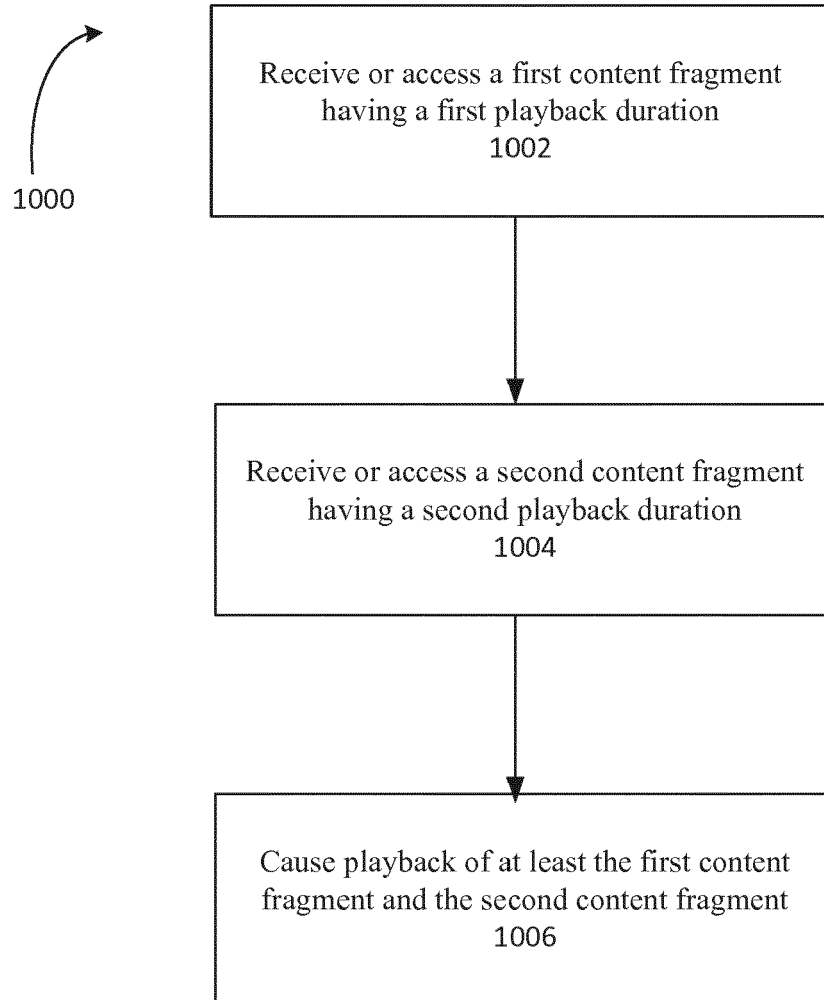 Receive or access a first content fragment
having a first playback duration
1002
1000
Receive or access a second content fragment
having a second playback duration
1004
Cause playback of at least the first content
fragment and the second content fragment
1006